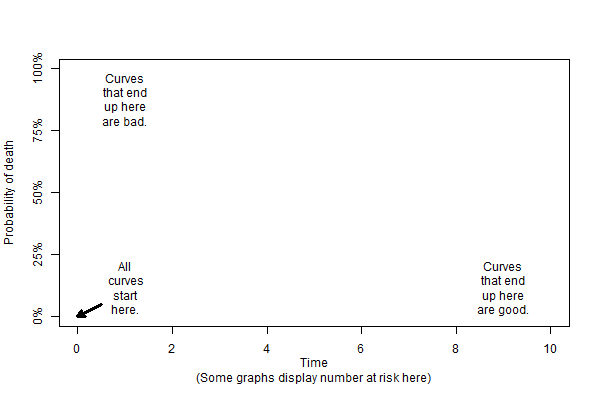 100%
75%
50%
25%
0%
Probability of death
Curves
that end
up here
are bad.
All
curves
start
here.
Curves
that end
up here
are good.
0 2 4 6 8 10
Time
(Some graphs display number at risk here)